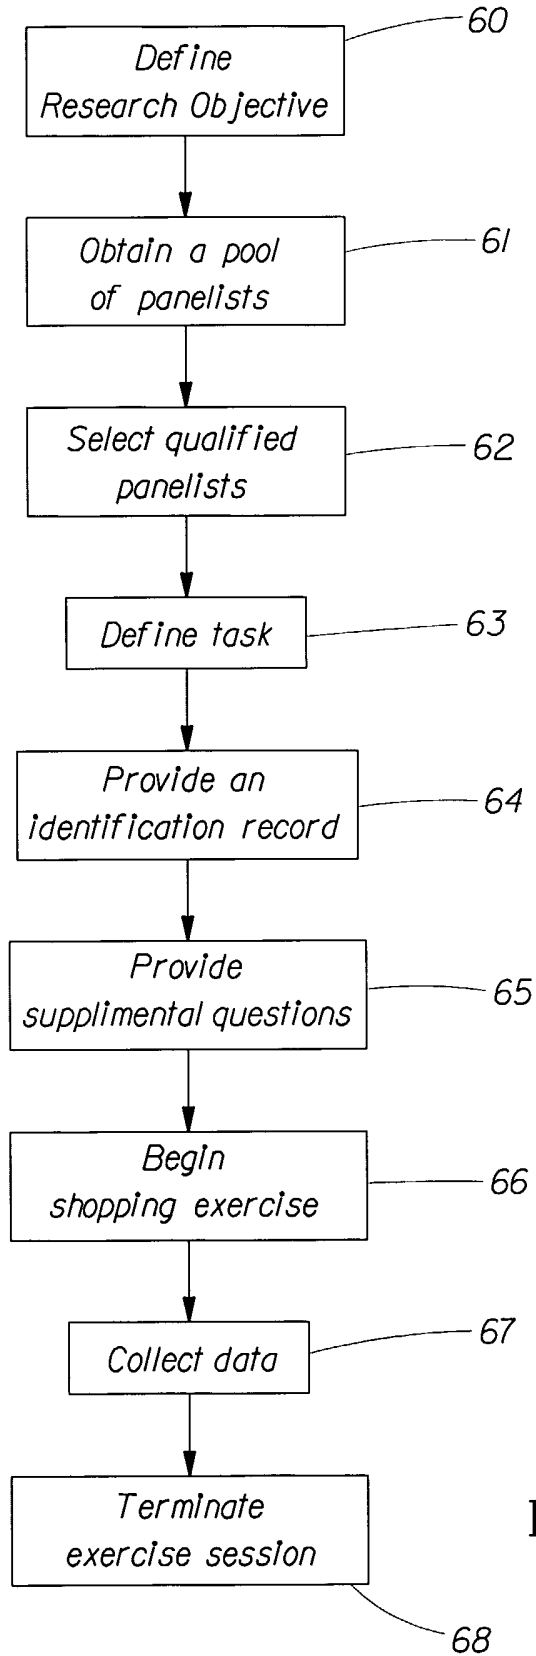 60
Define
Research Objective
61
Obtain a pool
of panelists
62
Select qualified
panelists
63
Define task
64
Provide an
identification record
65
Provide
supplimental questions
66
Begin
shopping exercise
67
Collect data
Terminate
exercise session
68